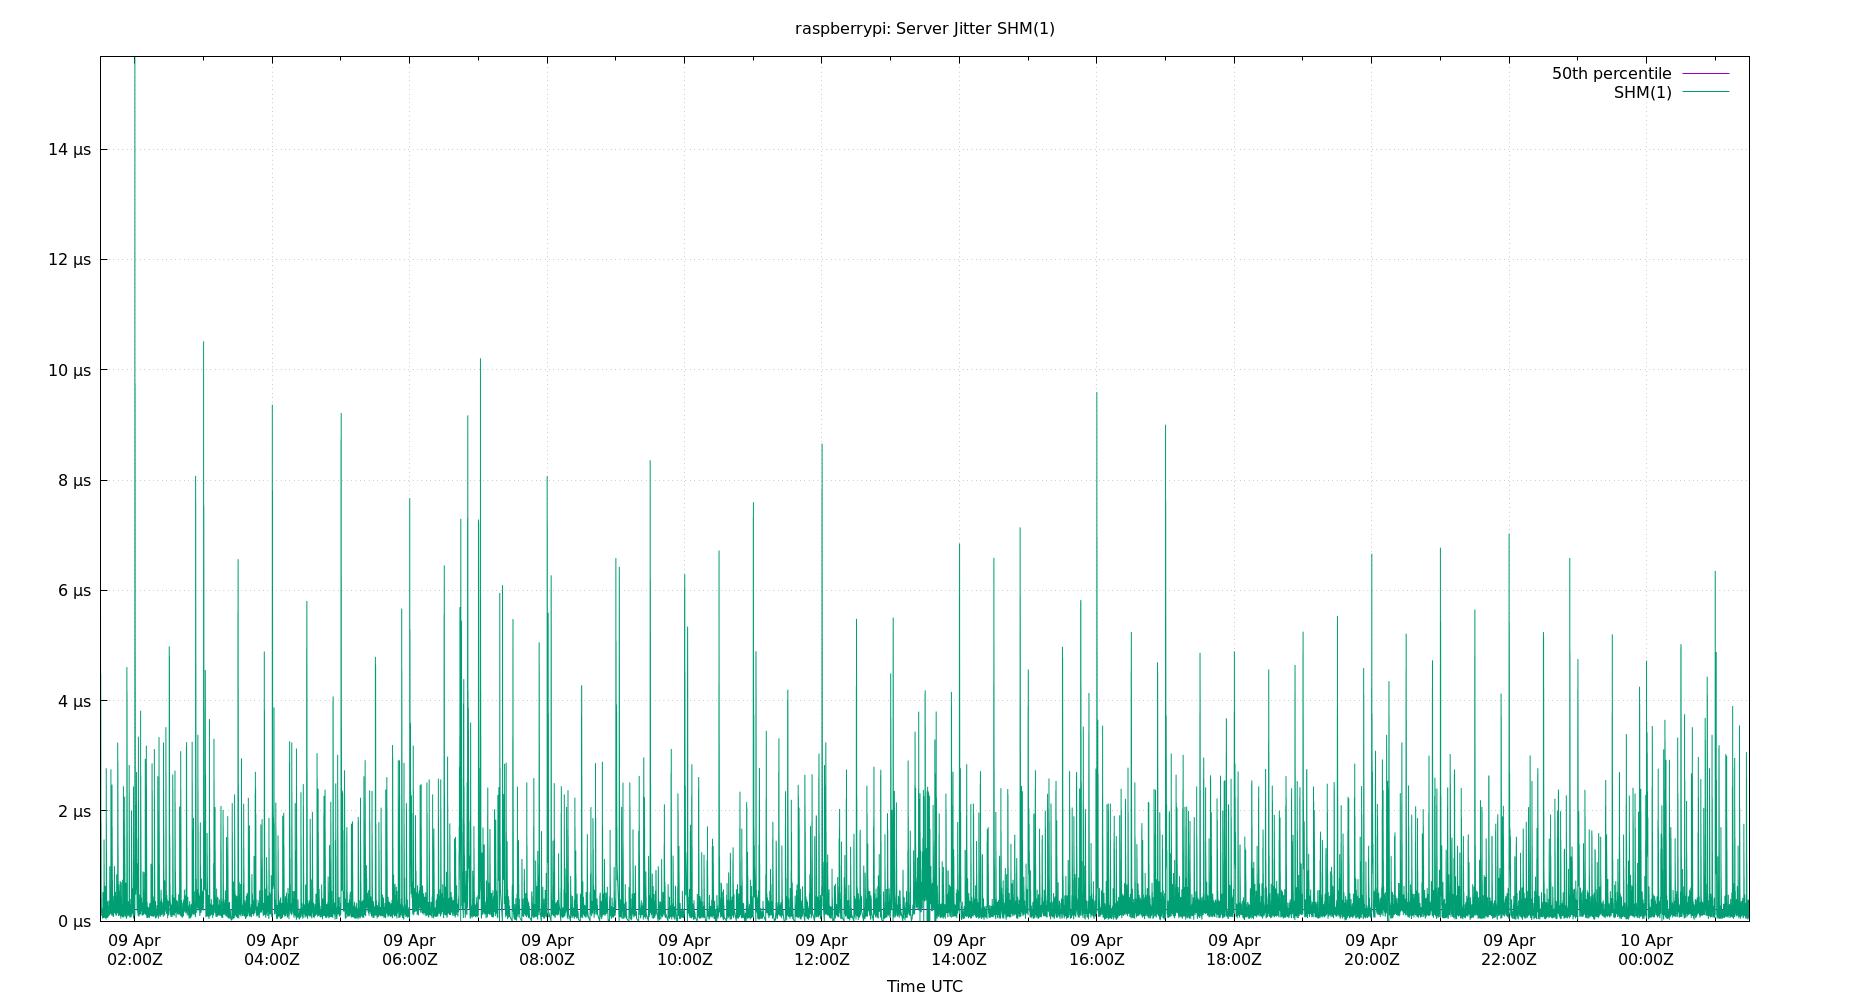 raspberrypi: Server Jitter SHM(1)
50th percentile
SHM(1)
14 µs
12 µs
10 µs
8 µs
6 µs
4 µs
2 µs
0 µs
09 Apr 09 Apr 09 Apr 09 Apr 09 Apr 09 Apr 09 Apr 09 Apr 09 Apr 09 Apr 09 Apr 10 Apr
02:00Z 04:00Z 06:00Z 08:00Z 10:00Z 12:00Z 14:00Z 16:00Z 18:00Z 20:00Z 22:00Z 00:00Z
Time UTC